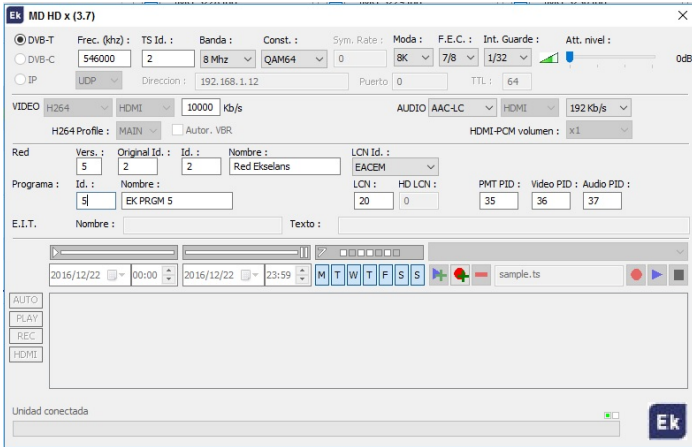 Ek MD HD x (3.7)
DVB-T Frec. (khz) : TS Id. : Banda : Const. : Sym. Rate : Moda : F.E.C. : Int. Guarde : Att. nivel :
DVB-C 546000 2 8 Mhz QAM64 0 8K 7/8 1/32 0dB
IP UDP Direccion : 192.168.1.12 Puerto 0 TTL : 64
VIDEO H264 HDMI 10000 Kb/s AUDIO AAC-LC HDMI 192 Kb/s
H264 Profile : MAIN Autor. VBR HDMI-PCM volumen : x1
Red Vers. : Original Id. : Id. : Nombre : LCN Id. :
5 2 2 Red Ekselans EACEM
Programa : Id. : Nombre : LCN : HD LCN : PMT PID : Video PID : Audio PID :
5 EK PRGM 5 20 0 35 36 37
E.I.T. Nombre : Texto :
2016/12/22 00:00 2016/12/22 23:59 M T W T F S S sample.ts
AUTO
PLAY
REC
HDMI
Unidad conectada
Ek